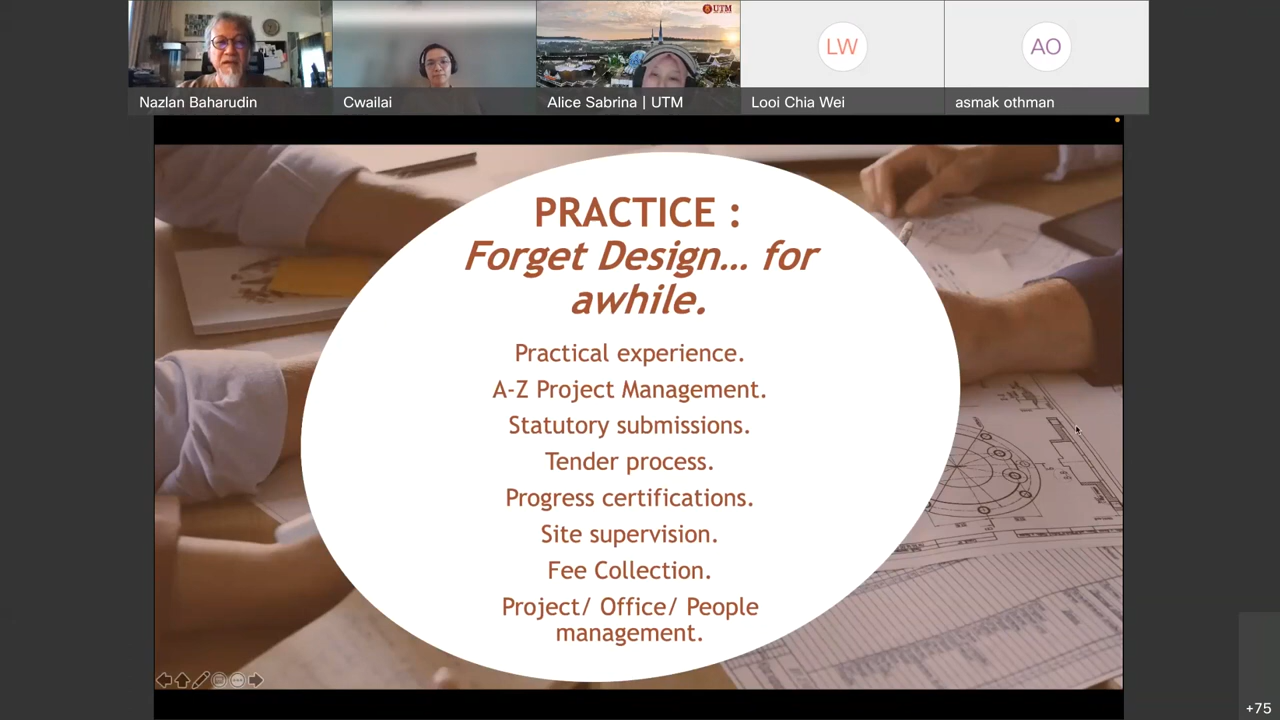 UTM
Nazlan Baharudin
Cwailai
Alice Sabrina | UTM
LW
Looi Chia Wei
AO
asmak othman
PRACTICE :
Forget Design... for
awhile.
Practical experience.
A-Z Project Management.
Statutory submissions.
Tender process.
Progress certifications.
Site supervision.
Fee Collection.
Project/ Office/ People
management.
+75